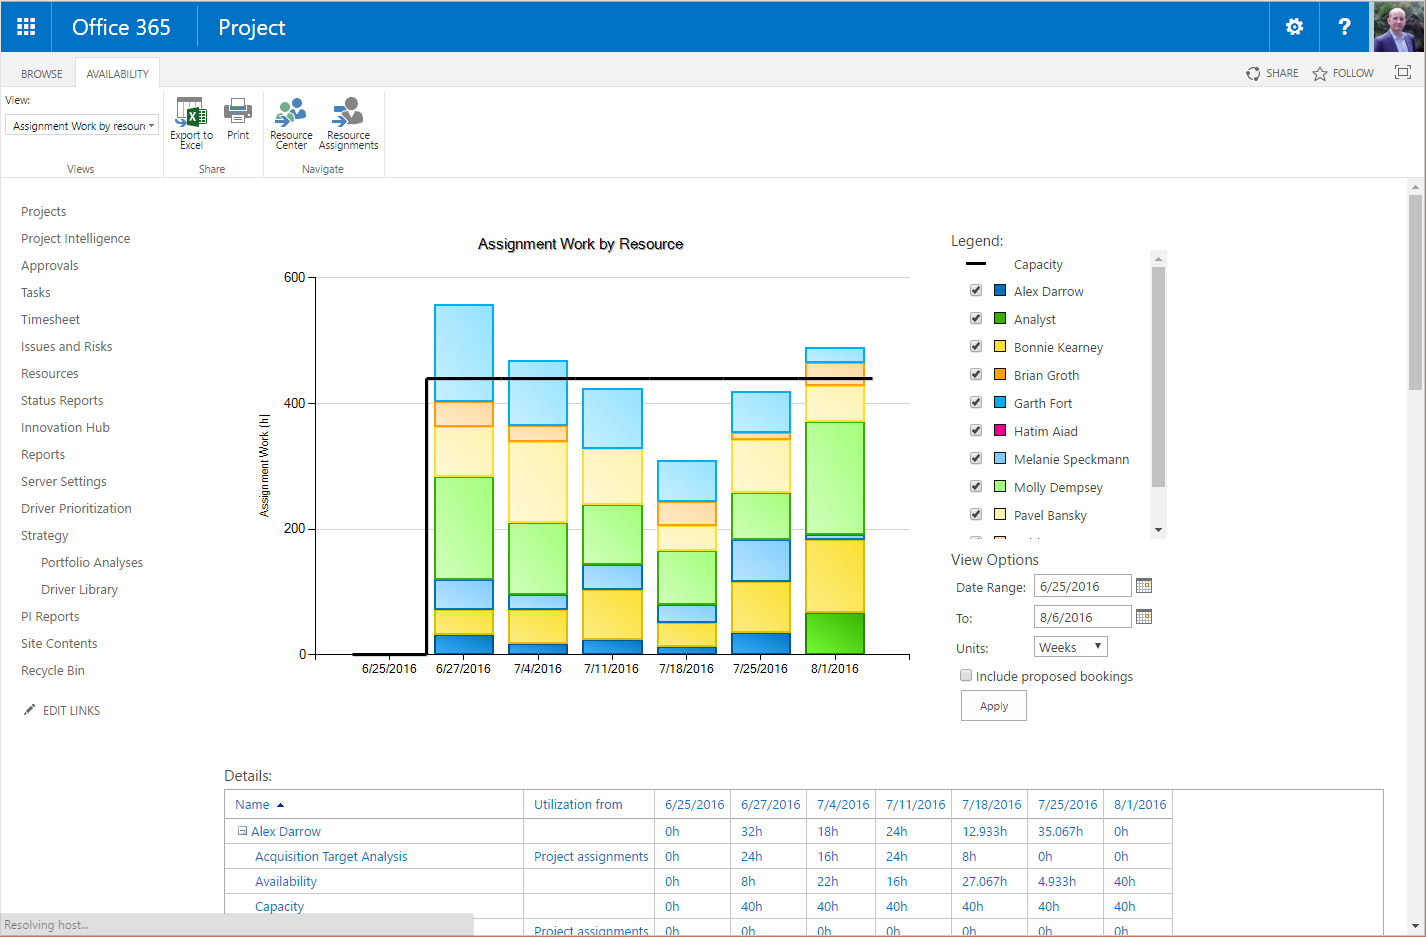 Office 365
Project
?
BROWSE
AVAILABILITY
SHARE
FOLLOW
View:
Assignment Work by resour
Export to
Excel
Print
Resource
Center
Resource
Assignments
Views
Share
Navigate
Projects
Project Intelligence
Approvals
Tasks
Timesheet
Issues and Risks
Resources
Status Reports
Innovation Hub
Reports
Server Settings
Driver Prioritization
Strategy
Portfolio Analyses
Driver Library
PI Reports
Site Contents
Recycle Bin
EDIT LINKS
Assignment Work by Resource
Assignment Work (h)
600
400
200
0
6/25/2016 6/27/2016 7/4/2016 7/11/2016 7/18/2016 7/25/2016 8/1/2016
Legend:
Capacity
Alex Darrow
Analyst
Bonnie Kearney
Brian Groth
Garth Fort
Hatim Aiad
Melanie Speckmann
Molly Dempsey
Pavel Bansky
View Options
Date Range: 6/25/2016
To: 8/6/2016
Units: Weeks
Include proposed bookings
Apply
Details:
Name Utilization from 6/25/2016 6/27/2016 7/4/2016 7/11/2016 7/18/2016 7/25/2016 8/1/2016
Alex Darrow 0h 32h 18h 24h 12.933h 35.067h 0h
Acquisition Target Analysis Project assignments 0h 24h 16h 24h 8h 0h 0h
Availability 0h 8h 22h 16h 27.067h 4.933h 40h
Capacity 0h 40h 40h 40h 40h 40h 40h
Project assignments 0h 0h 0h 0h 0h 0h 0h
Resolving host...